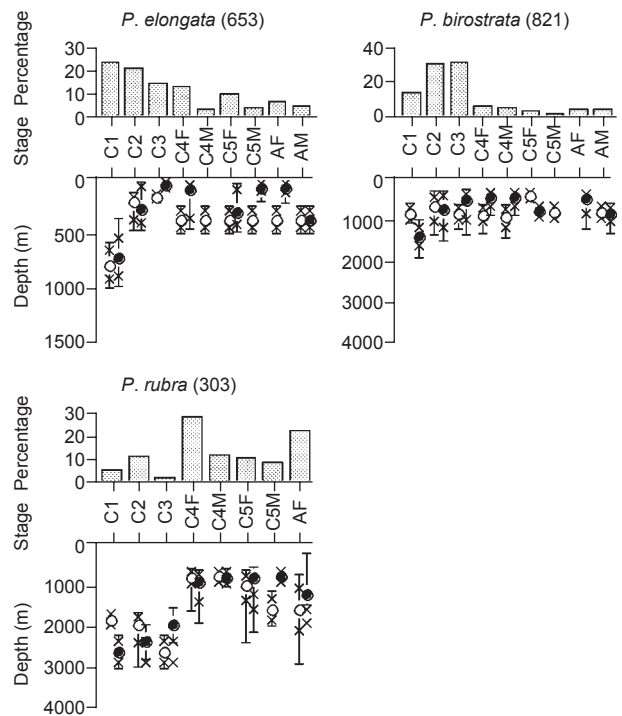 P. elongata (653)
Percentage
30
20
10
0
Stage
C1 C2 C3 C4F C4M C5F C5M AF AM
Depth (m)
0
500
1000
1500
P. birostrata (821)
Percentage
40
20
0
Stage
C1 C2 C3 C4F C4M C5F C5M AF AM
Depth (m)
0
1000
2000
3000
4000
P. rubra (303)
Percentage
30
20
10
0
Stage
C1 C2 C3 C4F C4M C5F C5M AF
Depth (m)
0
1000
2000
3000
4000